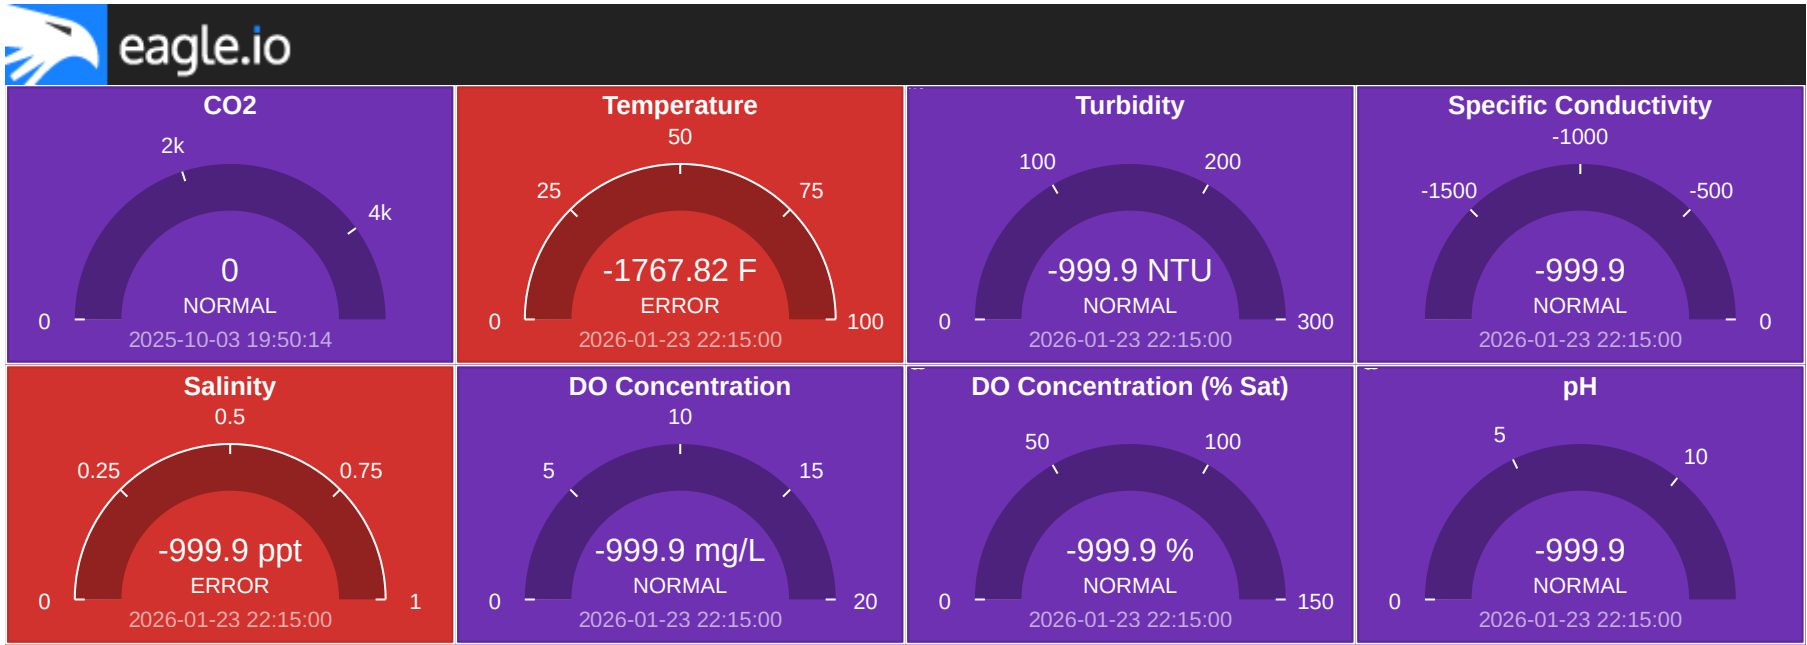 eagle.io
CO2
2k
4k
0
0
NORMAL
2025-10-03 19:50:14
Temperature
50
25
75
-1767.82 F
ERROR
0
100
2026-01-23 22:15:00
Turbidity
100
200
-999.9 NTU
NORMAL
0
300
2026-01-23 22:15:00
Specific Conductivity
-1000
-1500
-500
-999.9
NORMAL
0
2026-01-23 22:15:00
Salinity
0.5
0.25
0.75
-999.9 ppt
ERROR
0
1
2026-01-23 22:15:00
DO Concentration
10
5
15
-999.9 mg/L
NORMAL
0
20
2026-01-23 22:15:00
DO Concentration (% Sat)
50
100
-999.9 %
NORMAL
0
150
2026-01-23 22:15:00
pH
5
10
-999.9
NORMAL
0
2026-01-23 22:15:00